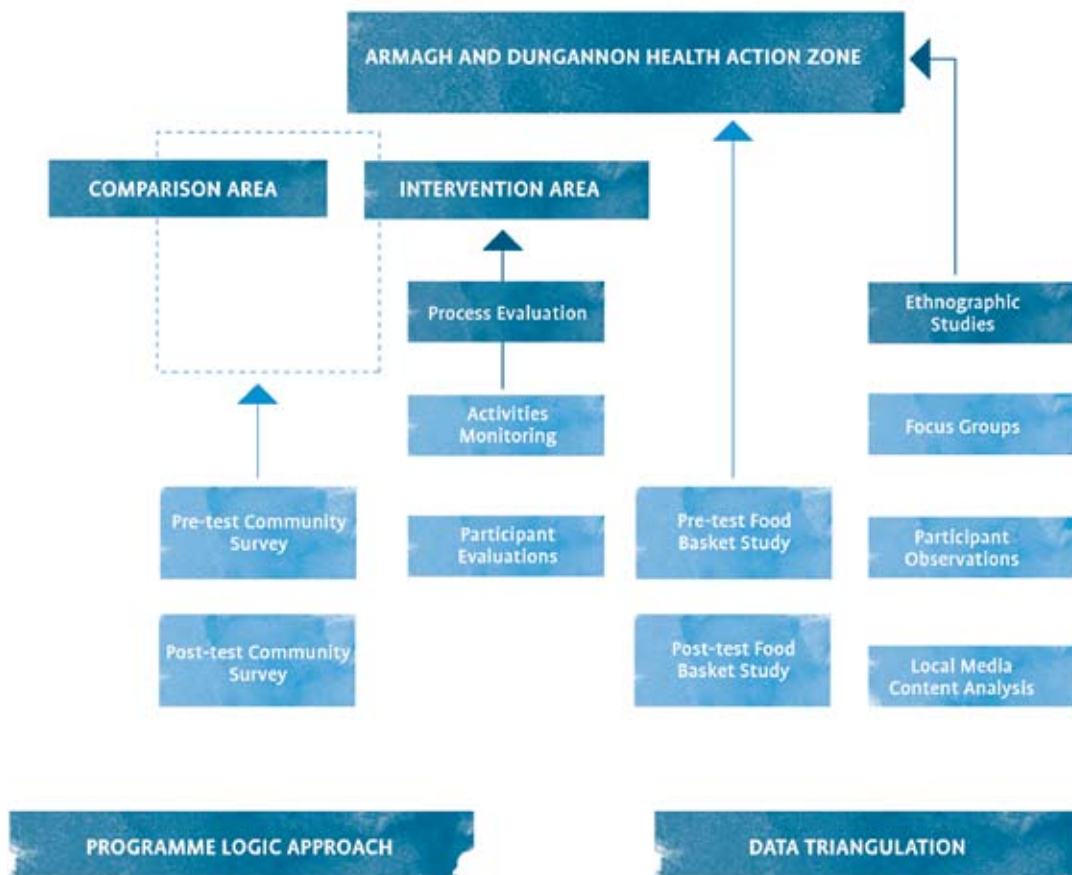 ARMAGH AND DUNGANNON HEALTH ACTION ZONE
COMPARISON AREA
INTERVENTION AREA
Process Evaluation
Ethnographic
Studies
Activities
Monitoring
Focus Groups
Pre-test Community
Survey
Participant
Evaluations
Pre-test Food
Basket Study
Participant
Observations
Post-test Community
Survey
Post-test Food
Basket Study
Local Media
Content Analysis
PROGRAMME LOGIC APPROACH
DATA TRIANGULATION